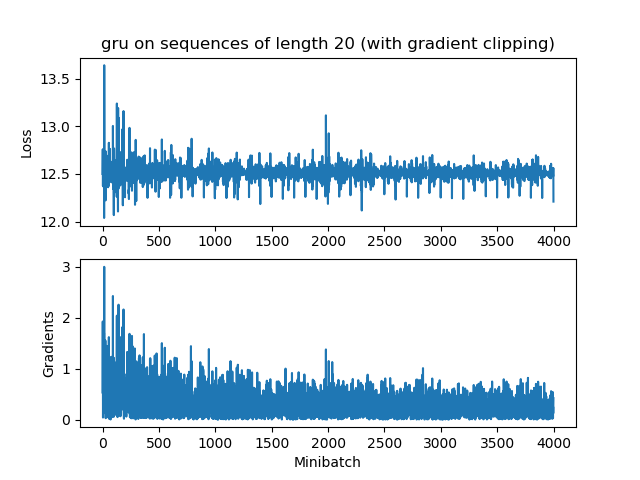 gru on sequences of length 20 (with gradient clipping)
13.5
13.0
12.5
12.0
Loss
0 500 1000 1500 2000 2500 3000 3500 4000
3
2
1
0
Gradients
0 500 1000 1500 2000 2500 3000 3500 4000
Minibatch